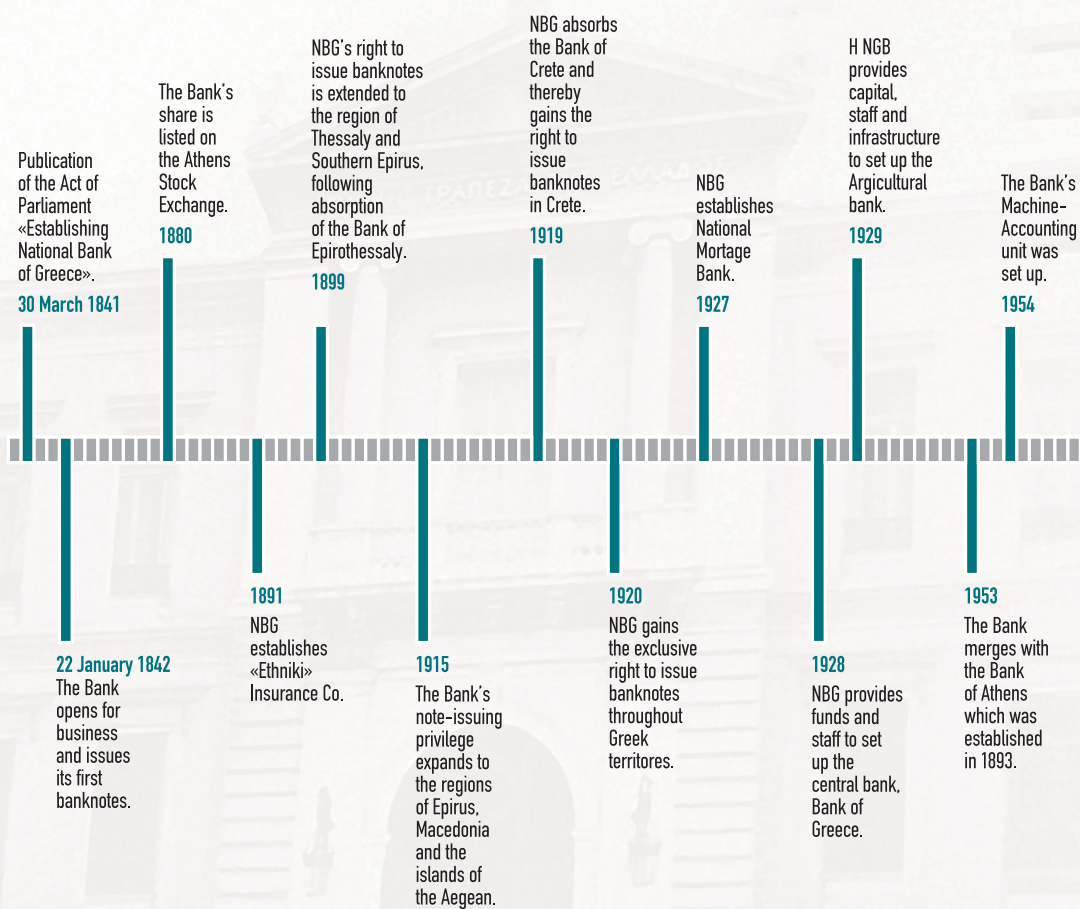 Publication
of the Act of
Parliament
«Establishing
National Bank
of Greece».
30 March 1841
22 January 1842
The Bank
opens for
business
and issues
its first
banknotes.
The Bank's
share is
listed on
the Athens
Stock
Exchange.
1880
1891
NBG
establishes
«Ethniki»
Insurance Co.
NBG's right to
issue banknotes
is extended to
the region of
Thessaly and
Southern Epirus,
following
absorption
of the Bank of
Epirothessaly.
1899
1915
The Bank's
note-issuing
privilege
expands to
the regions
of Epirus,
Macedonia
and the
islands of
the Aegean.
NBG absorbs
the Bank of
Crete and
thereby
gains the
right to
issue
banknotes
in Crete.
1919
1920
NBG gains
the exclusive
right to issue
banknotes
throughout
Greek
territores.
NBG
establishes
National
Mortage
Bank.
1927
1928
NBG provides
funds and
staff to set
up the
central bank,
Bank of
Greece.
H NGB
provides
capital,
staff and
infrastructure
to set up the
Argicultural
bank.
1929
1953
The Bank
merges with
the Bank
of Athens
which was
established
in 1893.
The Bank's
Machine-
Accounting
unit was
set up.
1954